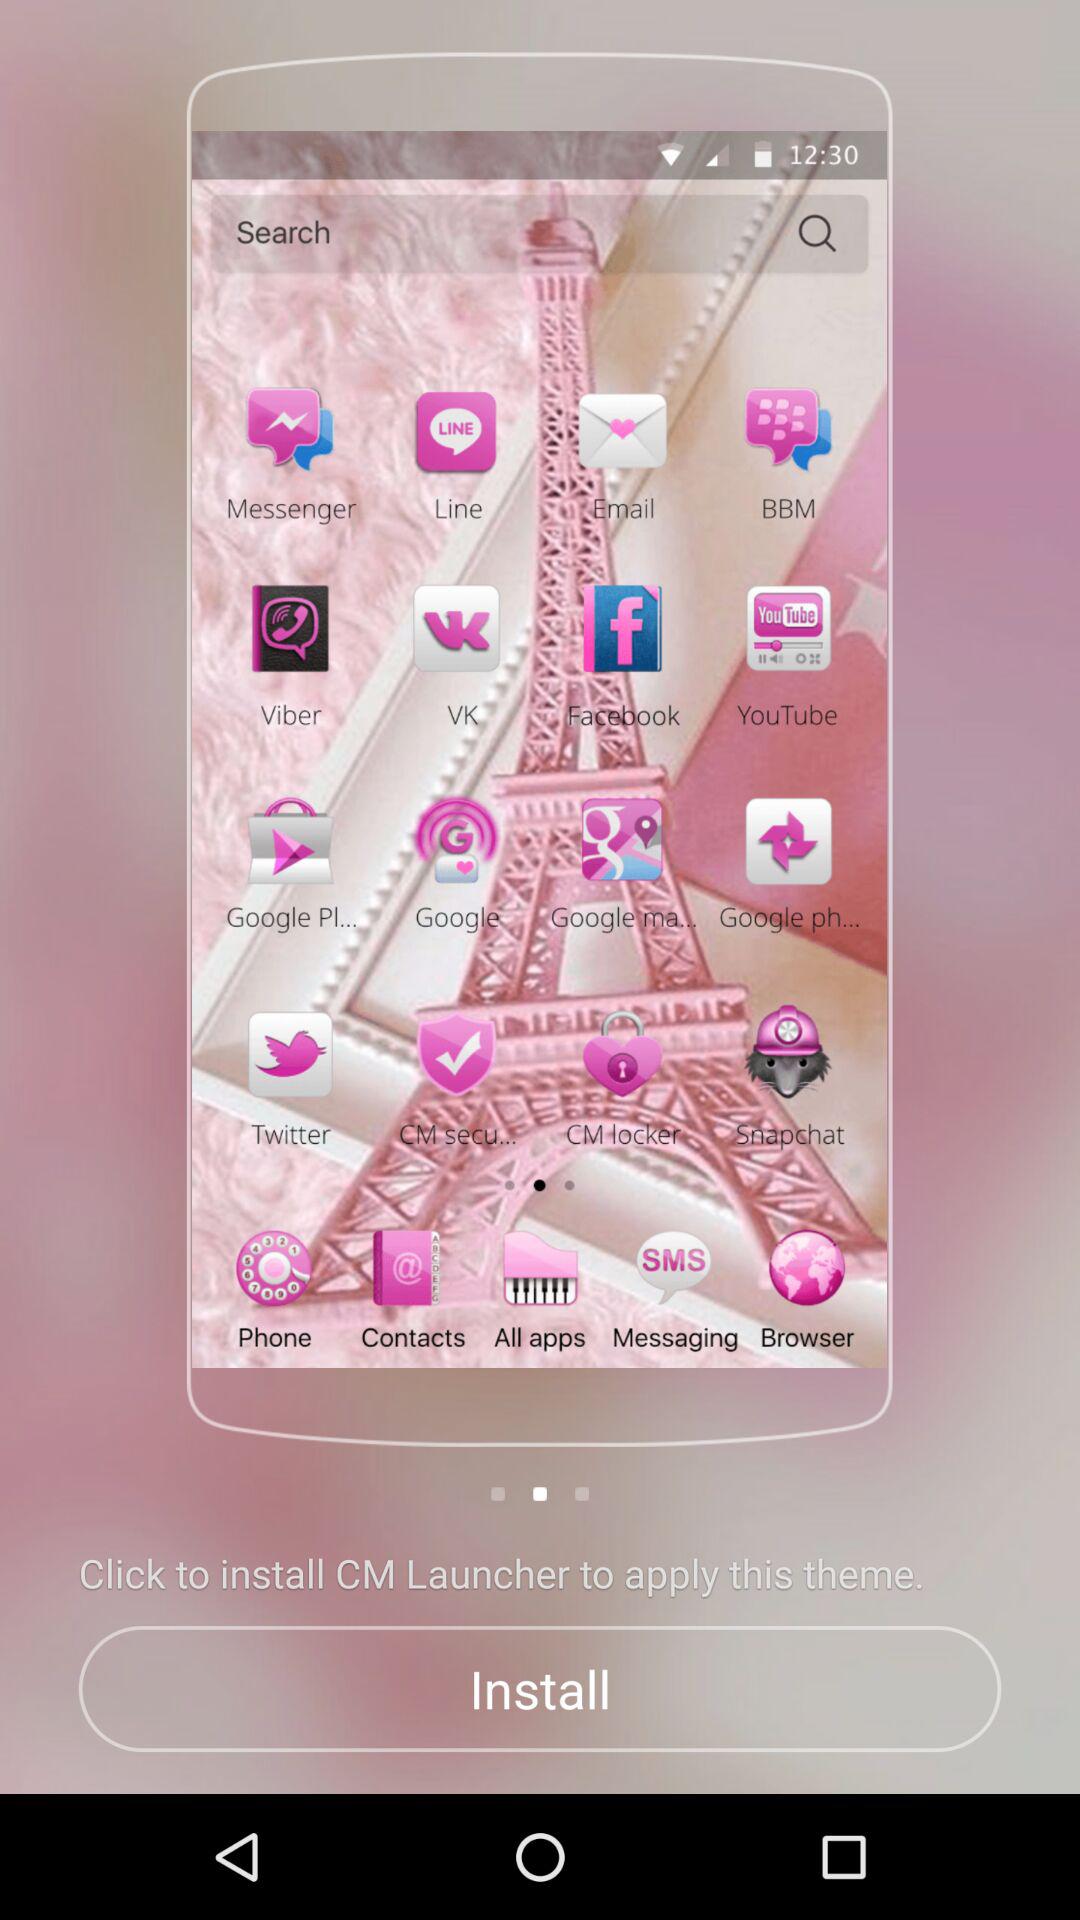 12:30
Search
LINE
Messenger Line Email BBM
You Tube
Viber VK Facebook YouTube
G g
Google Pl... Google Google ma... Google ph...
Twitter CM secu... CM locker Snapchat
@ SMS
Phone Contacts All apps Messaging Browser
Click to install CM Launcher to apply this theme.
Install